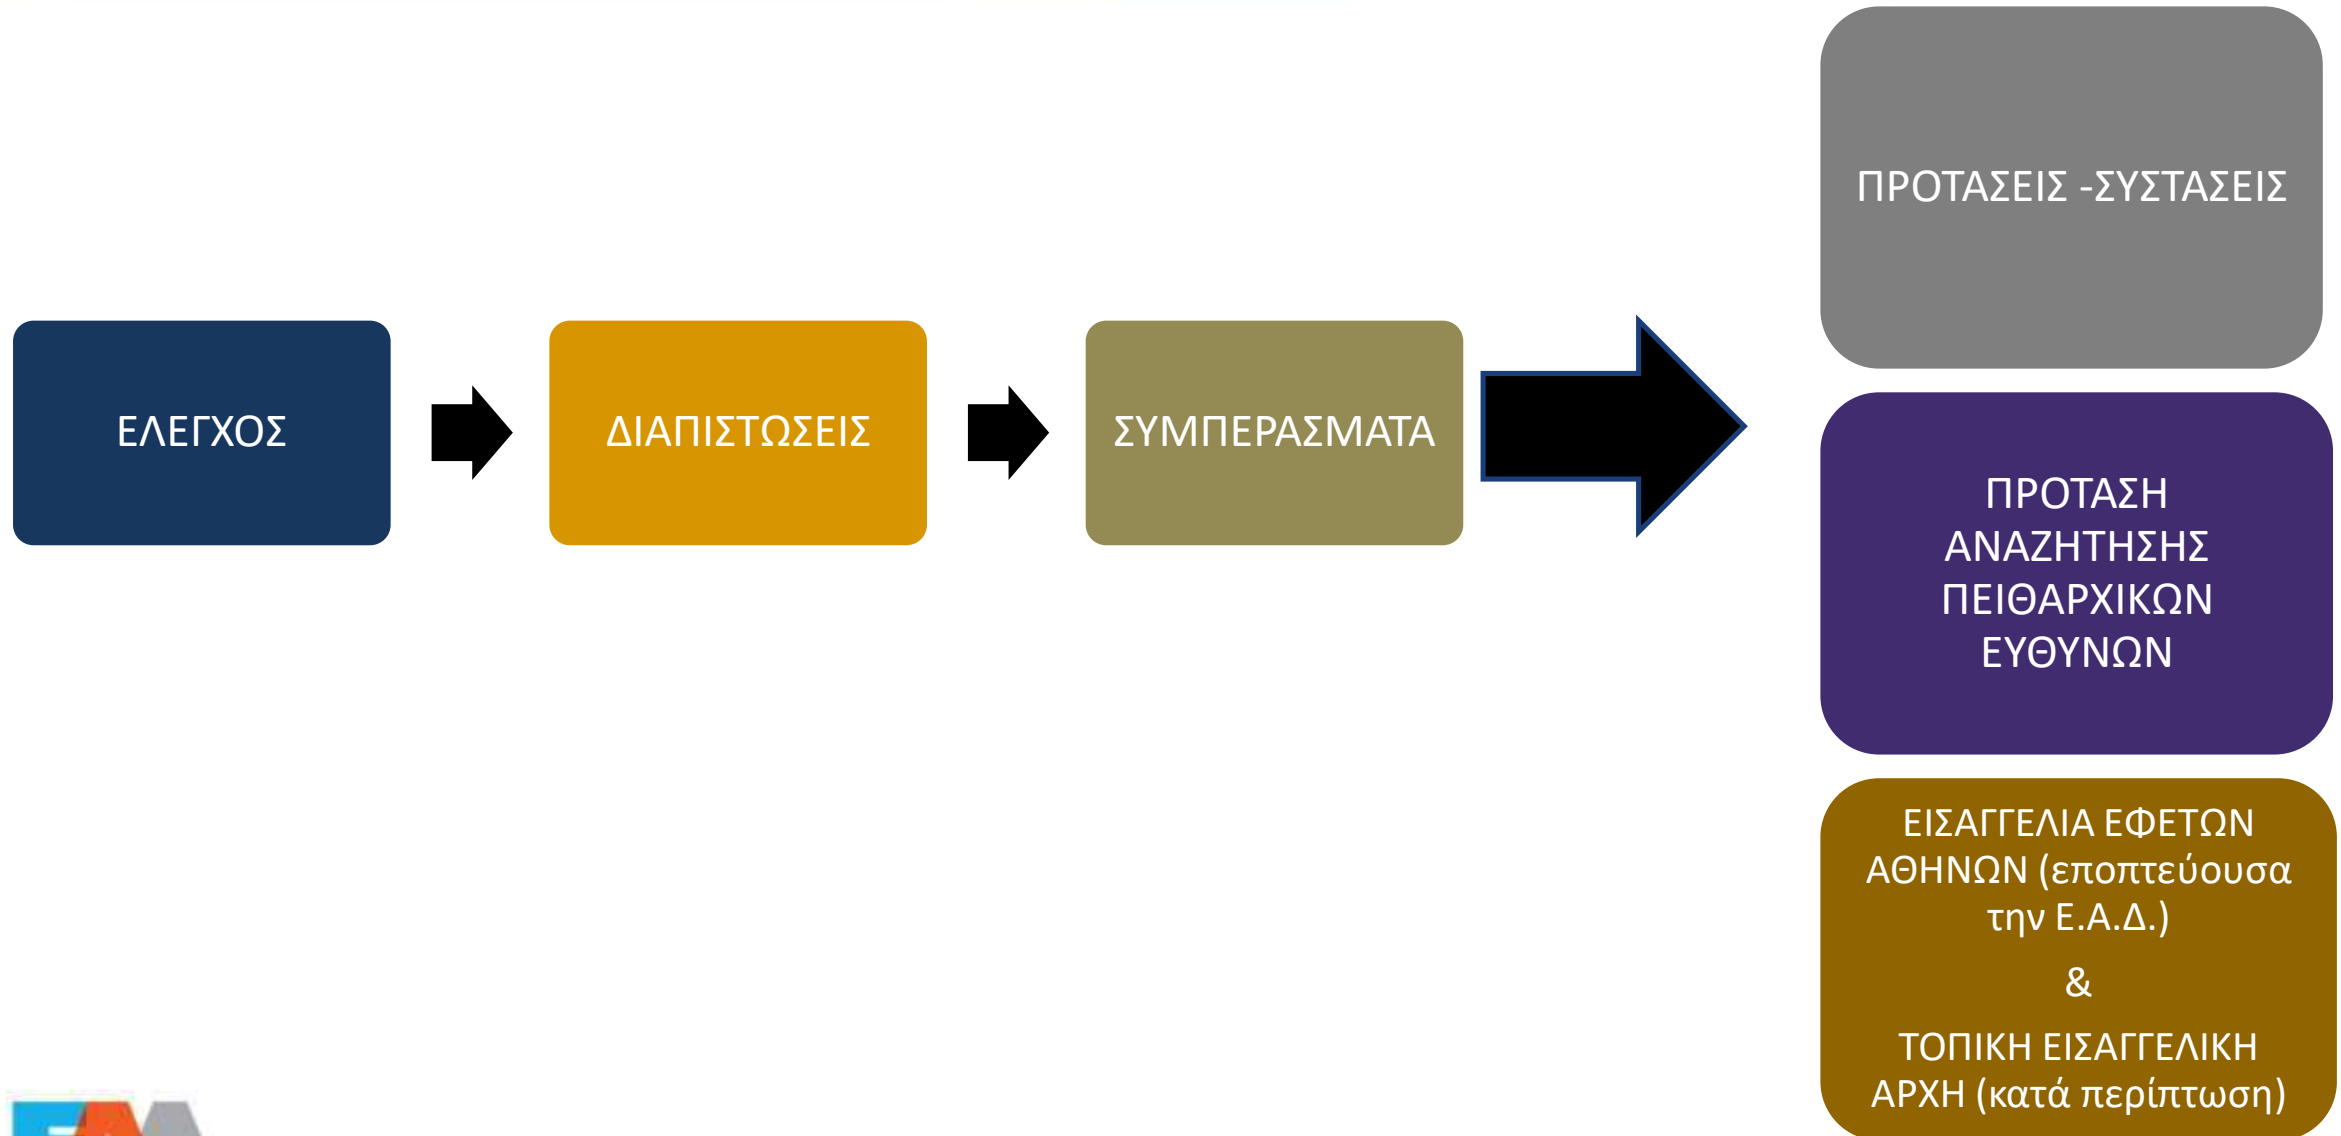 ΕΛΕΓΧΟΣ
ΔΙΑΠΙΣΤΩΣΕΙΣ
ΣΥΜΠΕΡΑΣΜΑΤΑ
ΠΡΟΤΑΣΕΙΣ -ΣΥΣΤΑΣΕΙΣ
ΠΡΟΤΑΣΗ
ΑΝΑΖΗΤΗΣΗΣ
ΠΕΙΘΑΡΧΙΚΩΝ
ΕΥΘΥΝΩΝ
ΕΙΣΑΓΓΕΛΙΑ ΕΦΕΤΩΝ
ΑΘΗΝΩΝ (εποπτεύουσα
την Ε.Α.Δ.)
&
ΤΟΠΙΚΗ ΕΙΣΑΓΓΕΛΙΚΗ
ΑΡΧΗ (κατά περίπτωση)